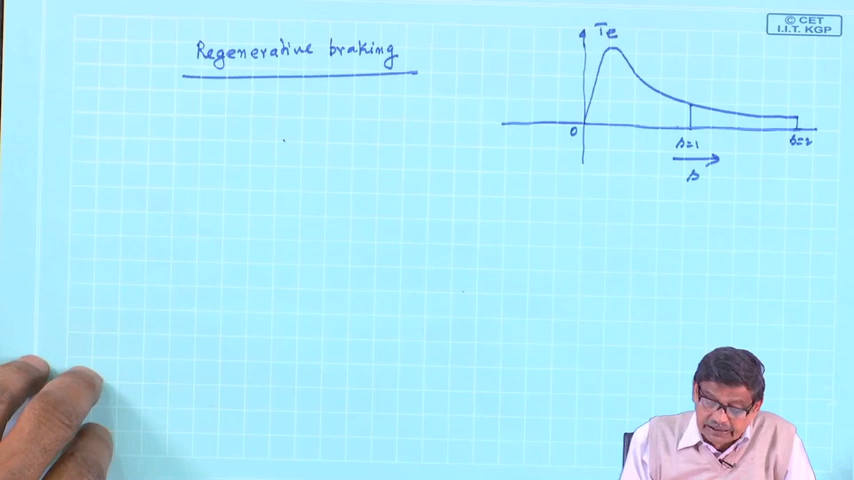 Regenerative braking
Te
© CET
I.I.T. KGP
0
s=1
s=2
s